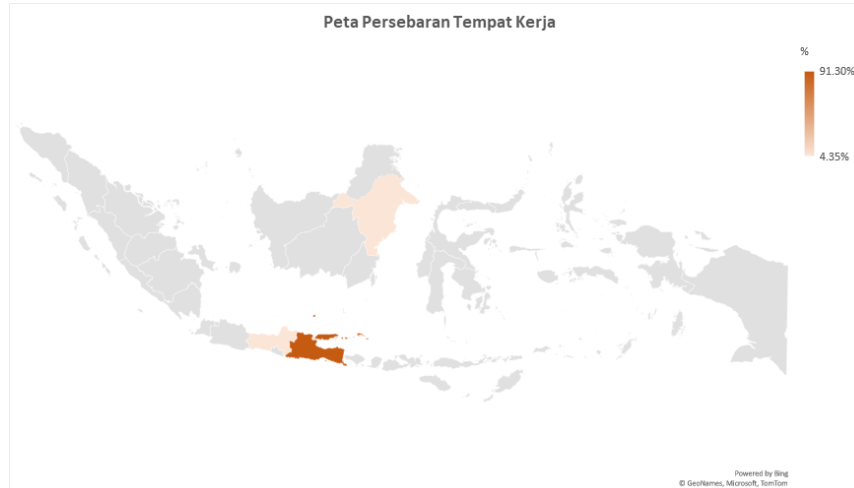 Peta Persebaran Tempat Kerja
%
91.30%
4.35%
Powered by Bing
© GeoNames, Microsoft, TomTom